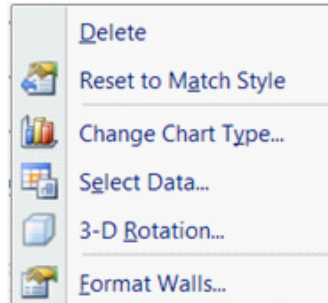 Delete
Reset to Match Style
Change Chart Type...
Select Data...
3-D Rotation...
Format Walls...